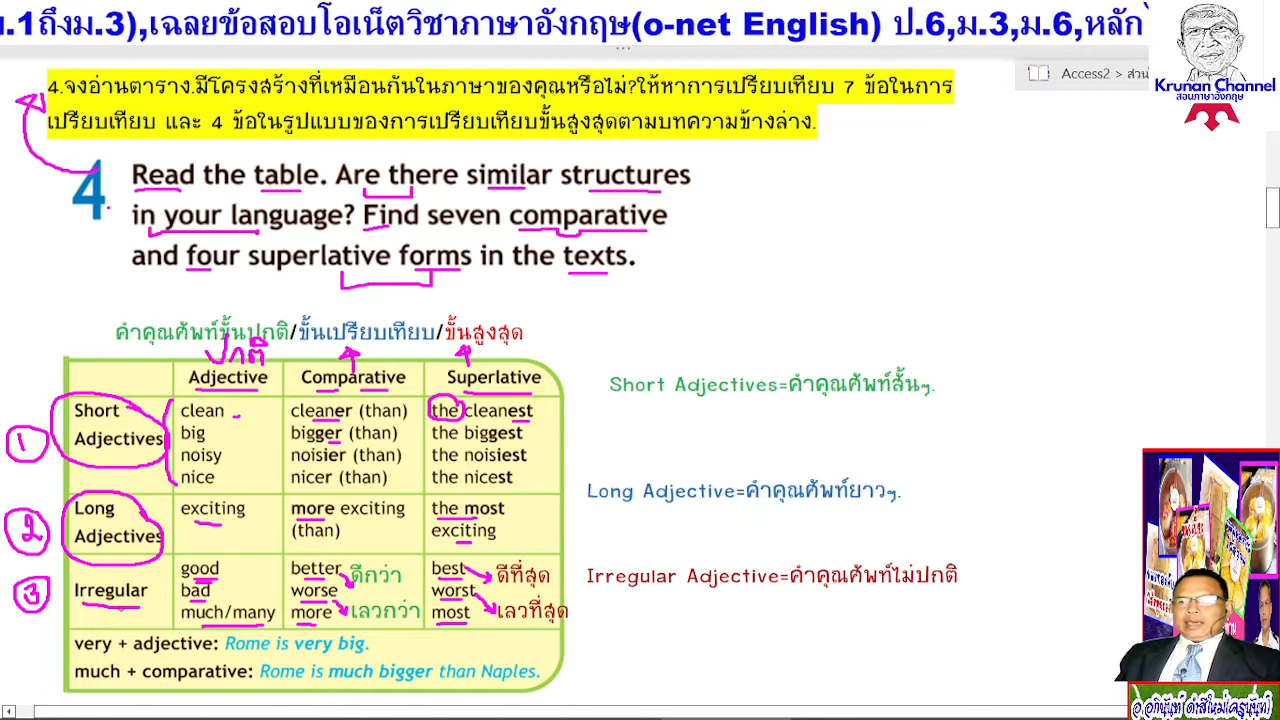 ม.1ถึงม.3),เฉลยข้อสอบโอเน็ตวิชาภาษาอังกฤษ(o-net English) ป.6,ม.3,ม.6,หลัก
Access2 > ส่วน
Krunan Channel
สอนภาษาอังกฤษ
4.จงอ่านตาราง.มีโครงสร้างที่เหมือนกันในภาษาของคุณหรือไม่?ให้หาการเปรียบเทียบ 7 ข้อในการ
เปรียบเทียบ และ 4 ข้อในรูปแบบของการเปรียบเทียบขั้นสูงสุดตามบทความข้างล่าง.
4 Read the table. Are there similar structures
in your language? Find seven comparative
and four superlative forms in the texts.
คำคุณศัพท์ขั้นปกติ/ขั้นเปรียบเทียบ/ขั้นสูงสุด
ปกติ
Adjective Comparative Superlative
Short Adjectives=คำคุณศัพท์สั้นๆ.
1 Short Adjectives
clean cleaner (than) the cleanest
big bigger (than) the biggest
noisy noisier (than) the noisiest
nice nicer (than) the nicest
Long Adjective=คำคุณศัพท์ยาวๆ.
2 Long Adjectives
exciting more exciting (than) the most exciting
Irregular Adjective=คำคุณศัพท์ไม่ปกติ
3 Irregular
good better ดีกว่า best ดีที่สุด
bad worse worst
much/many more เลวกว่า most เลวที่สุด
very + adjective: Rome is very big.
much + comparative: Rome is much bigger than Naples.